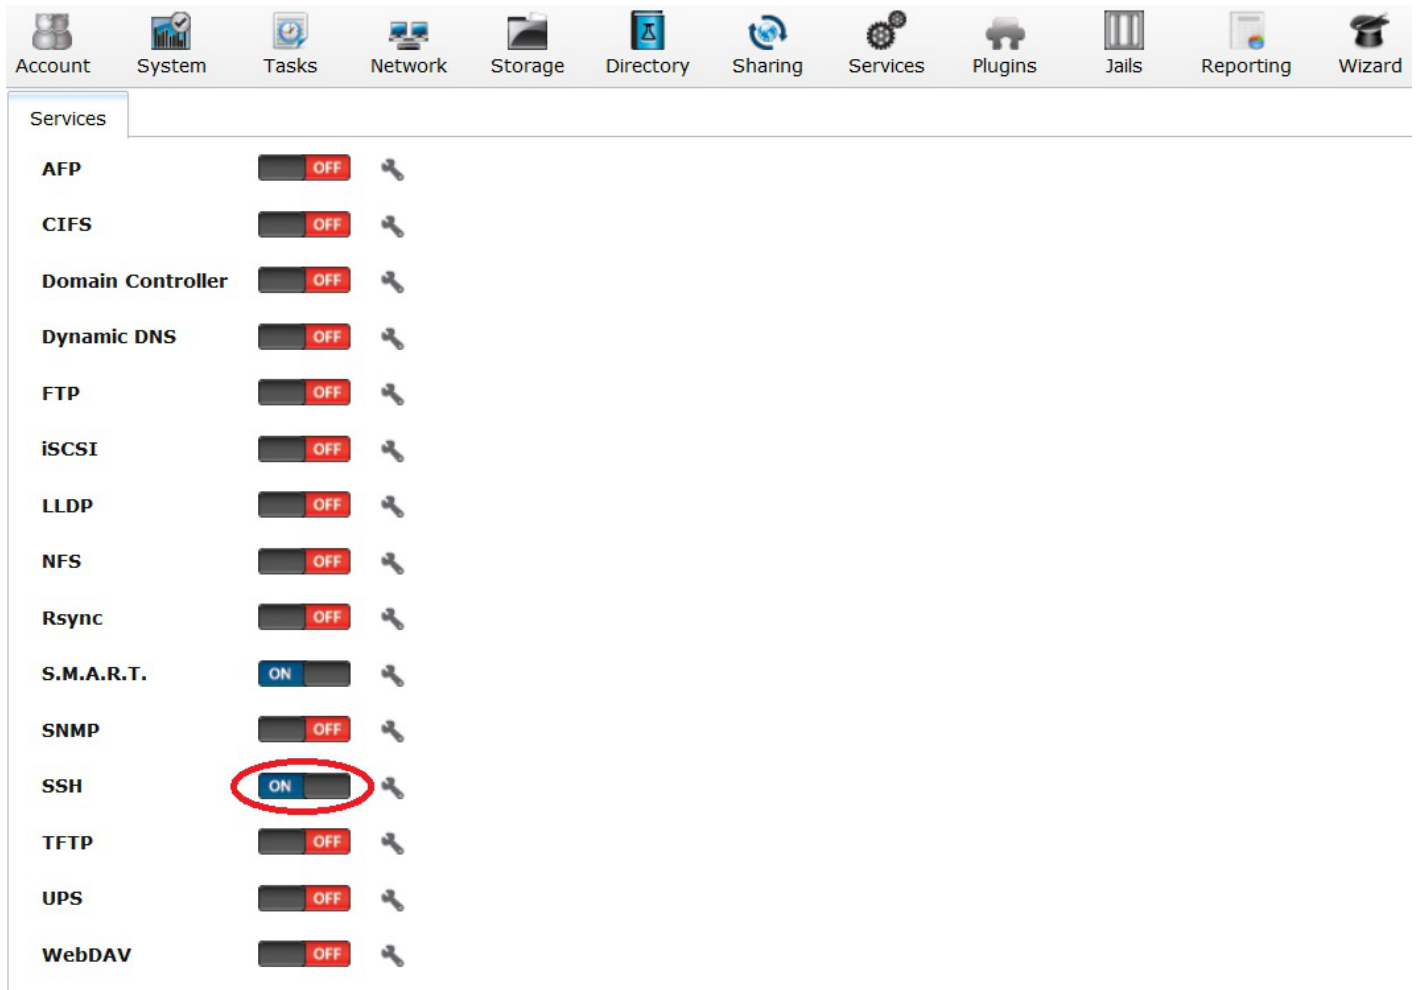 Account System Tasks Network Storage Directory Sharing Services Plugins Jails Reporting Wizard
Services
AFP OFF
CIFS OFF
Domain Controller OFF
Dynamic DNS OFF
FTP OFF
iSCSI OFF
LLDP OFF
NFS OFF
Rsync OFF
S.M.A.R.T. ON
SNMP OFF
SSH ON
TFTP OFF
UPS OFF
WebDAV OFF